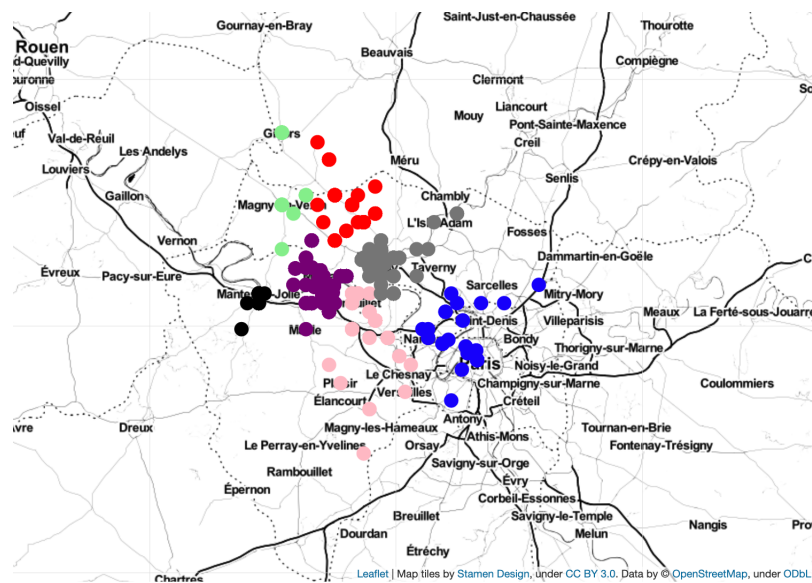 Saint-Just-en-Chaussée
Gournay-en-Bray
Thourotte
Rouen
Beauvais
Compiègne
d-Quevilly
ouronne
Clermont
Oissel
Liancourt
Mouy
Pont-Sainte-Maxence
Val-de-Reuil
Creil
Les Andelys
Méru
Crépy-en-Valois
Louviers
Senlis
Gaillon
Chambly
Fosses
Vernon
Dammartin-en-Goële
Évreux
Pacy-sur-Eure
Taverny
Sarcelles
Mitry-Mory
Meaux
La Ferté-sous-Jouarre
Villeparisis
Bondy
Thorigny-sur-Marne
Noisy-le-Grand
Paris
Le Chesnay
Champigny-sur-Marne
Coulommiers
Élancourt
Créteil
Antony
vre
Dreux
Magny-les-Hameaux
Tournan-en-Brie
Athis-Mons
Le Perray-en-Yvelines
Orsay
Fontenay-Trésigny
Savigny-sur-Orge
Rambouillet
Évry
Épernon
Corbeil-Essonnes
Breuillet
Savigny-le-Temple
Nangis
Pro
Dourdan
Melun
Étréchy
Chartres
Leaflet | Map tiles by Stamen Design, under CC BY 3.0. Data by © OpenStreetMap, under ODbL